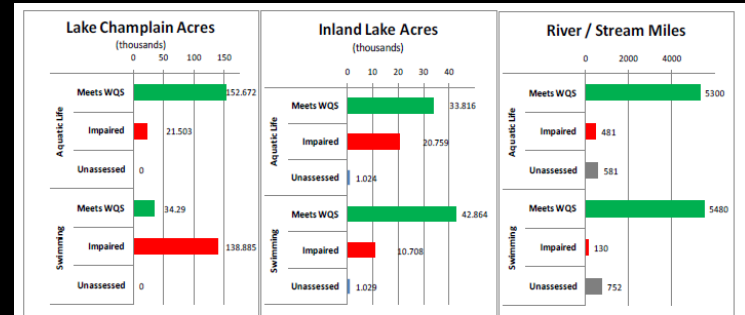 Lake Champlain Acres
(thousands)
0 50 100 150
Aquatic Life
Meets WQS 152.672
Impaired 21.503
Unassessed 0
Swimming
Meets WQS 34.29
Impaired 138.885
Unassessed 0
Inland Lake Acres
(thousands)
0 10 20 30 40
Aquatic Life
Meets WQS 33.816
Impaired 20.759
Unassessed 1.024
Swimming
Meets WQS 42.864
Impaired 10.708
Unassessed 1.029
River / Stream Miles
0 2000 4000
Aquatic Life
Meets WQS 5300
Impaired 481
Unassessed 581
Swimming
Meets WQS 5480
Impaired 130
Unassessed 752